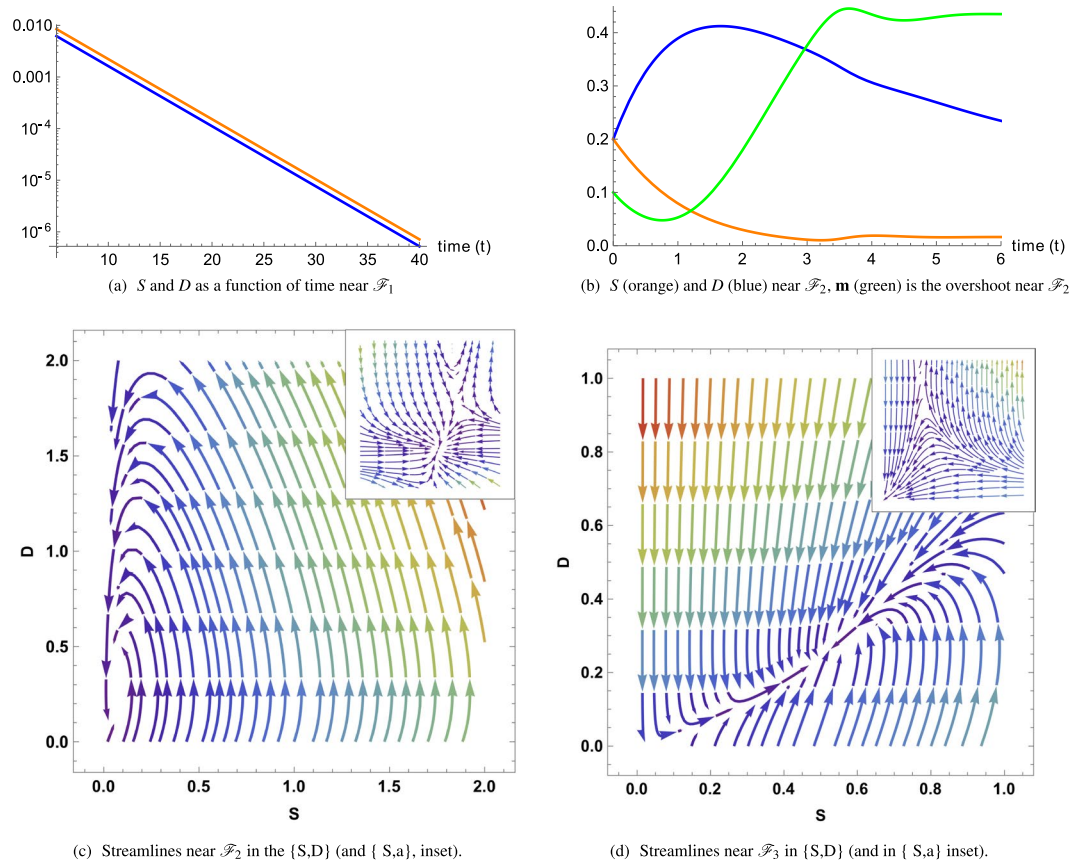 0.010
0.001
10⁻⁴
10⁻⁵
10⁻⁶
10 15 20 25 30 35 40 time (t)
(a) S and D as a function of time near ℱ₁
0.4
0.3
0.2
0.1
0.0
0 1 2 3 4 5 6 time (t)
(b) S (orange) and D (blue) near ℱ₂, m (green) is the overshoot near ℱ₂
2.0
1.5
1.0
0.5
0.0
D
0.0 0.5 1.0 1.5 2.0
S
(c) Streamlines near ℱ₂ in the {S,D} (and { S,a}, inset).
1.0
0.8
0.6
0.4
0.2
0.0
D
0.0 0.2 0.4 0.6 0.8 1.0
S
(d) Streamlines near ℱ₃ in {S,D} (and in { S,a} inset).